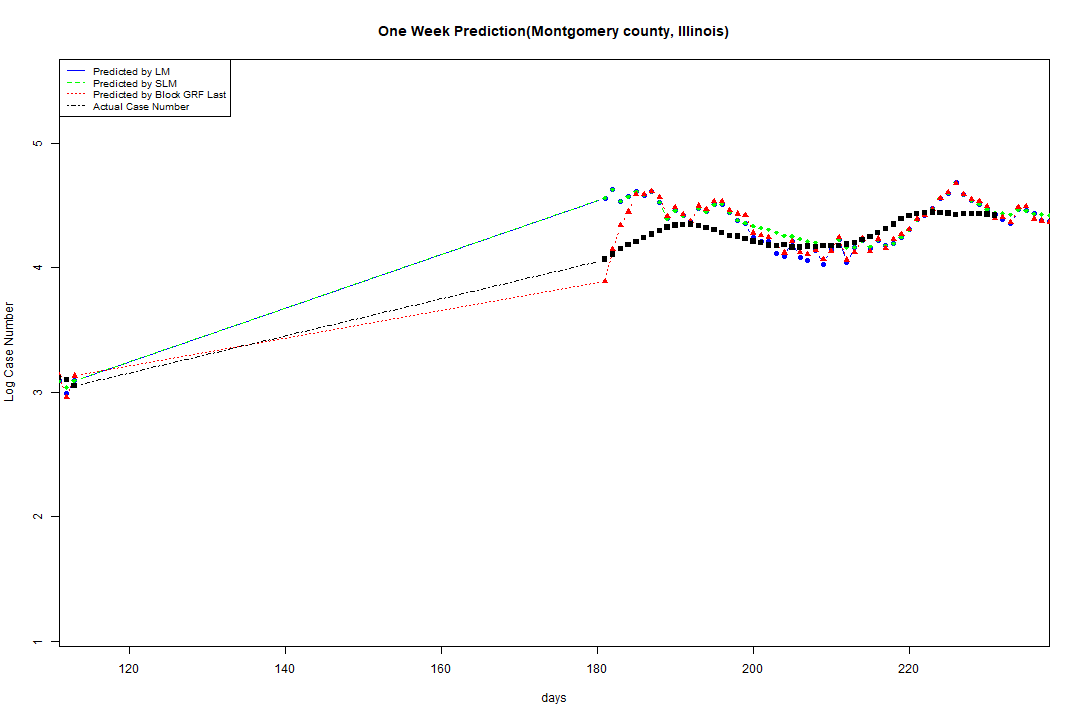 One Week Prediction(Montgomery county, Illinois)
Predicted by LM
Predicted by SLM
Predicted by Block GRF Last
Actual Case Number
5
4
3
2
1
Log Case Number
120 140 160 180 200 220
days